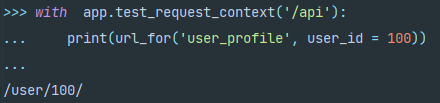 >>> with app.test_request_context('/api'):
...     print(url_for('user_profile', user_id = 100))
...
/user/100/